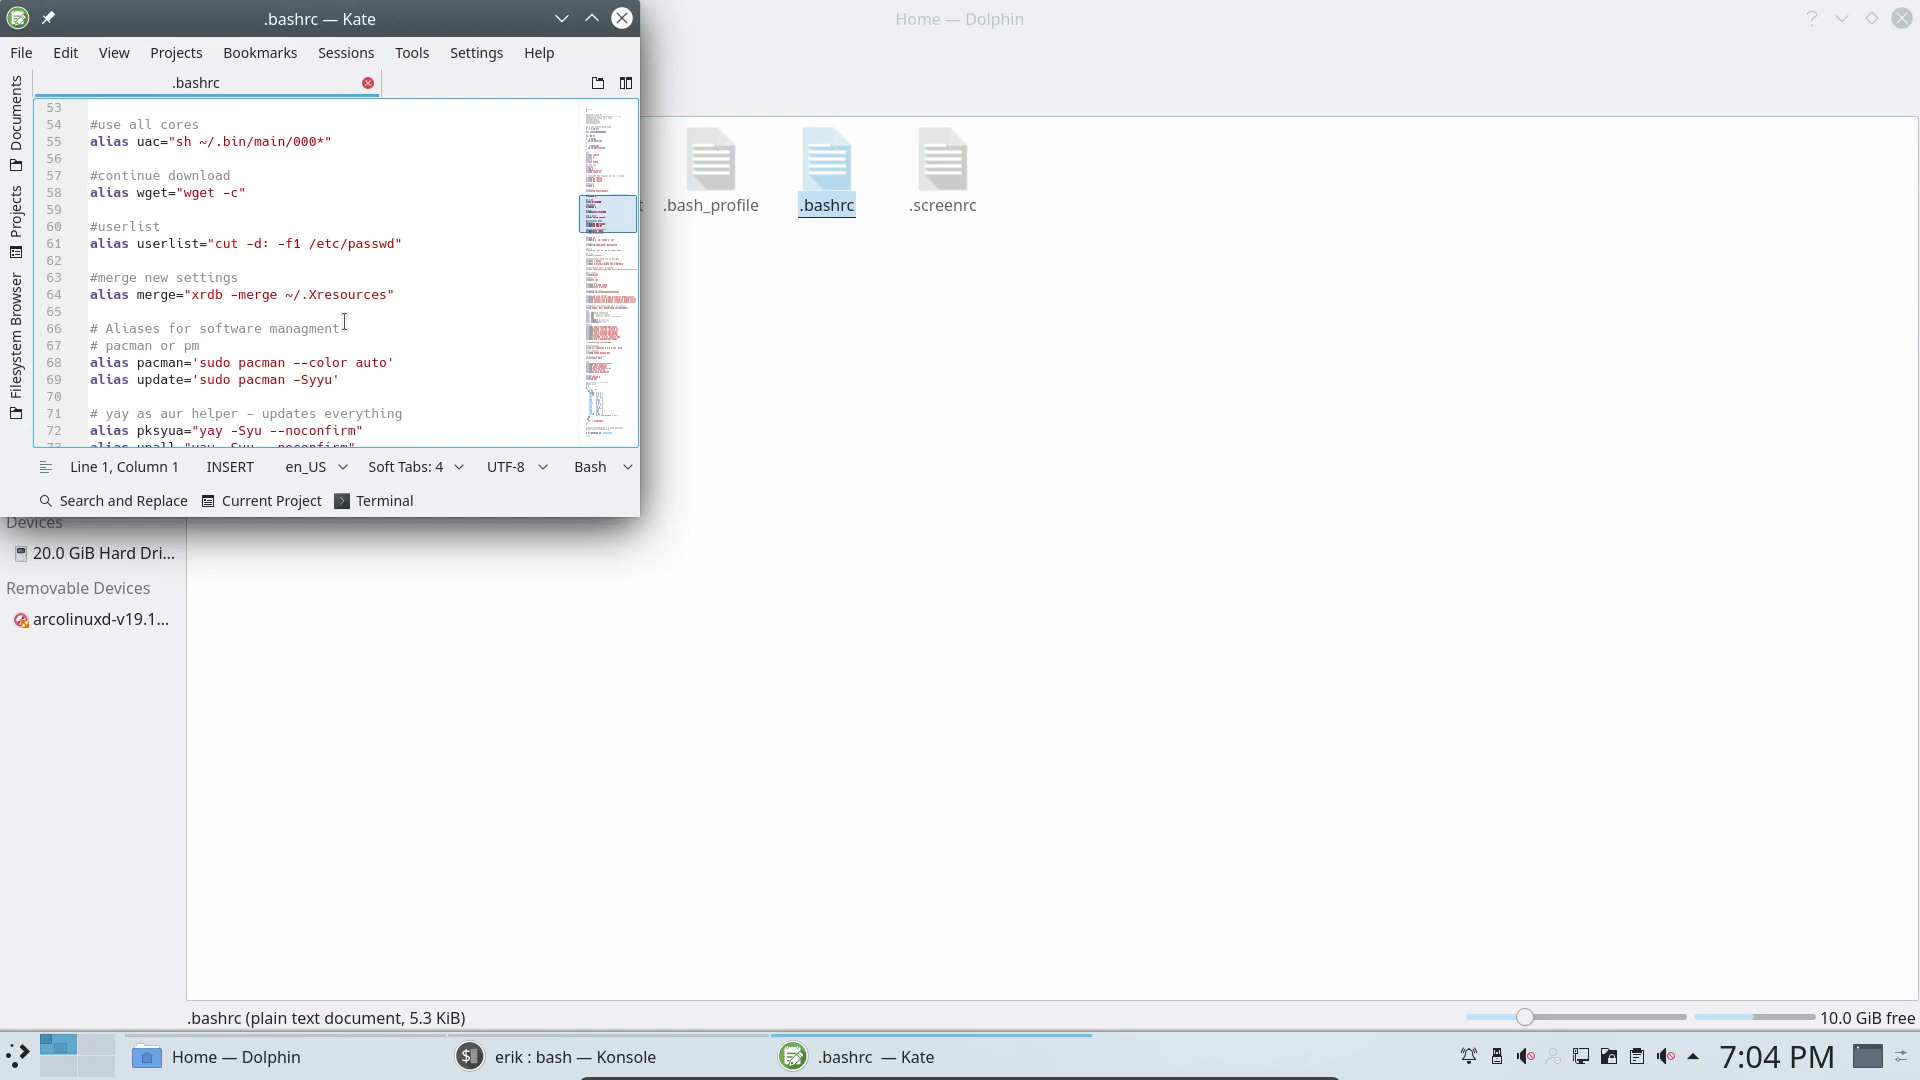 .bashrc — Kate
Home — Dolphin
File Edit View Projects Bookmarks Sessions Tools Settings Help
.bashrc
Documents
Projects
Filesystem Browser
53
54 #use all cores
55 alias uac="sh ~/.bin/main/000*"
56
57 #continue download
58 alias wget="wget -c"
59
60 #userlist
61 alias userlist="cut -d: -f1 /etc/passwd"
62
63 #merge new settings
64 alias merge="xrdb -merge ~/.Xresources"
65
66 # Aliases for software managment
67 # pacman or pm
68 alias pacman='sudo pacman --color auto'
69 alias update='sudo pacman -Syyu'
70
71 # yay as aur helper - updates everything
72 alias pksyua="yay -Syu --noconfirm"
73 alias upall="yay -Syu --noconfirm"
Line 1, Column 1 INSERT en_US Soft Tabs: 4 UTF-8 Bash
Search and Replace Current Project Terminal
.bash_profile .bashrc .screenrc
Devices
20.0 GiB Hard Dri...
Removable Devices
arcolinuxd-v19.1...
.bashrc (plain text document, 5.3 KiB)
10.0 GiB free
Home — Dolphin
erik : bash — Konsole
.bashrc — Kate
7:04 PM